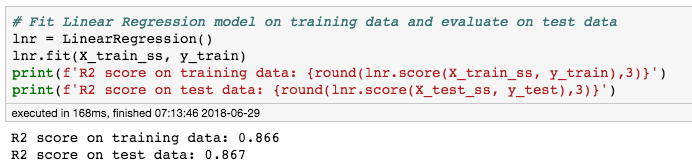 # Fit Linear Regression model on training data and evaluate on test data
lnr = LinearRegression()
lnr.fit(X_train_ss, y_train)
print(f'R2 score on training data: {round(lnr.score(X_train_ss, y_train),3)}')
print(f'R2 score on test data: {round(lnr.score(X_test_ss, y_test),3)}')
executed in 168ms, finished 07:13:46 2018-06-29
R2 score on training data: 0.866
R2 score on test data: 0.867